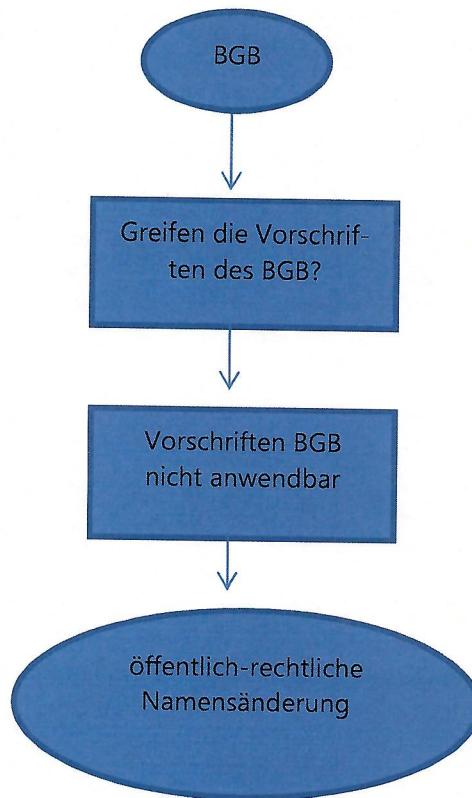 BGB
Greifen die Vorschrif-
ten des BGB?
Vorschriften BGB
nicht anwendbar
öffentlich-rechtliche
Namensänderung